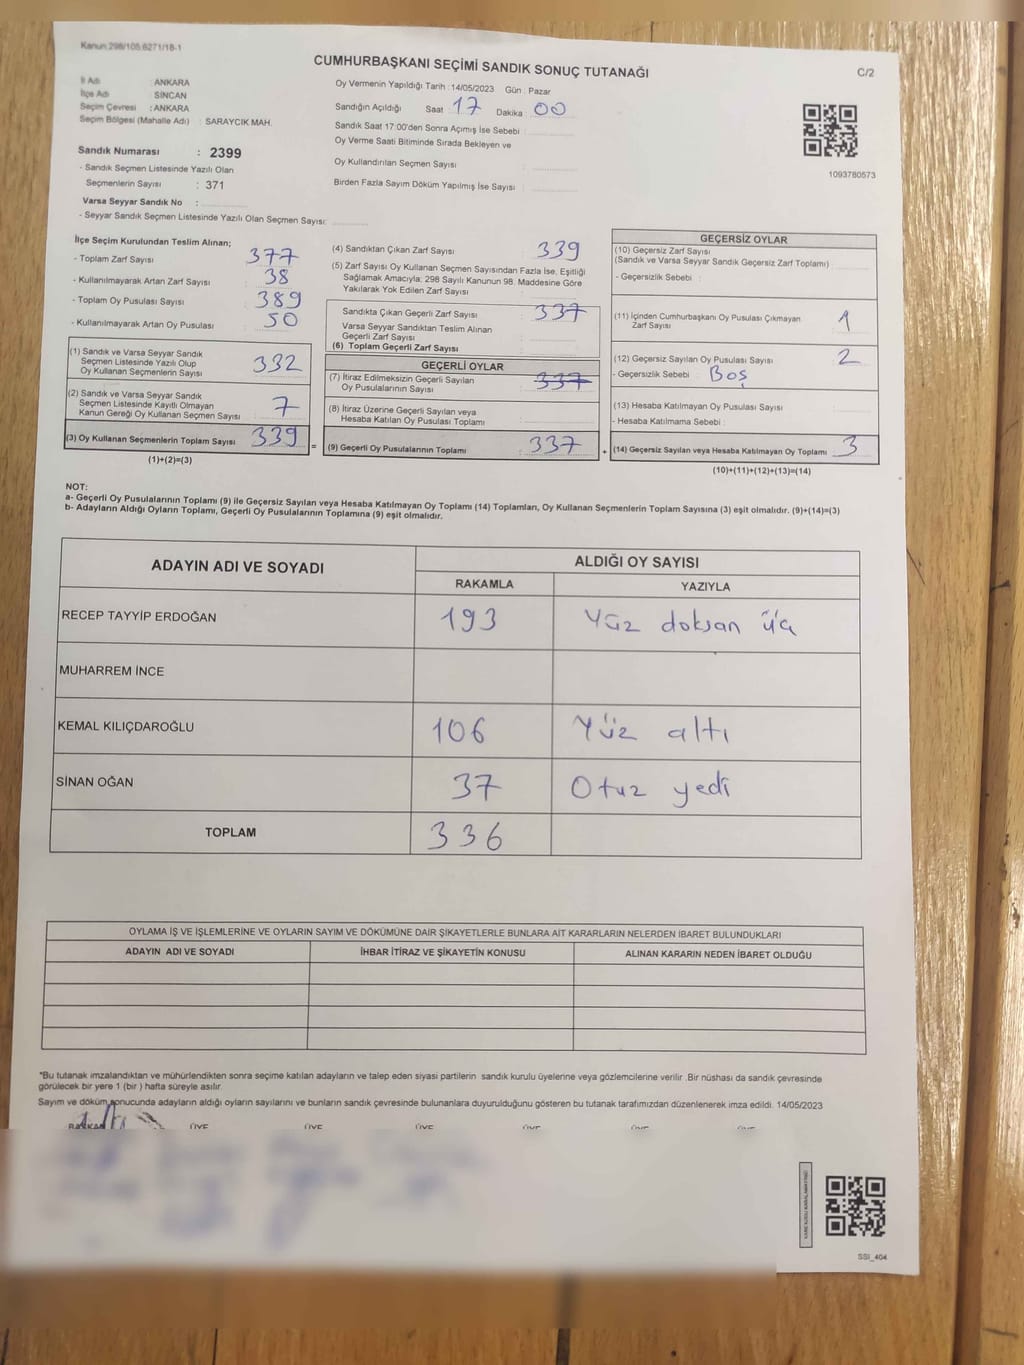 Kanun:298/105,6271/18-1
CUMHURBAŞKANI SEÇİMİ SANDIK SONUÇ TUTANAĞI
C/2
İl Adı : ANKARA
İlçe Adı : SİNCAN
Seçim Çevresi : ANKARA
Seçim Bölgesi (Mahalle Adı) : SARAYCIK MAH.
Sandık Numarası : 2399
- Sandık Seçmen Listesinde Yazılı Olan
Seçmenlerin Sayısı : 371
Varsa Seyyar Sandık No :
- Seyyar Sandık Seçmen Listesinde Yazılı Olan Seçmen Sayısı:
Oy Vermenin Yapıldığı Tarih :14/05/2023 Gün : Pazar
Sandığın Açıldığı Saat : 17 Dakika : 00
Sandık Saat 17:00'den Sonra Açımış İse Sebebi :
Oy Verme Saati Bitiminde Sırada Bekleyen ve
Oy Kullandırılan Seçmen Sayısı :
Birden Fazla Sayım Döküm Yapılmış İse Sayısı :
1093780573
İlçe Seçim Kurulundan Teslim Alınan;
- Toplam Zarf Sayısı : 377
- Kullanılmayarak Artan Zarf Sayısı : 38
- Toplam Oy Pusulası Sayısı : 389
- Kullanılmayarak Artan Oy Pusulası : 50
(1) Sandık ve Varsa Seyyar Sandık
Seçmen Listesinde Yazılı Olup
Oy Kullanan Seçmenlerin Sayısı : 332
(2) Sandık ve Varsa Seyyar Sandık
Seçmen Listesinde Kayıtlı Olmayan
Kanun Gereği Oy Kullanan Seçmen Sayısı : 7
(3) Oy Kullanan Seçmenlerin Toplam Sayısı : 339
(1)+(2)=(3)
(4) Sandıktan Çıkan Zarf Sayısı : 339
(5) Zarf Sayısı Oy Kullanan Seçmen Sayısından Fazla İse, Eşitliği
Sağlamak Amacıyla, 298 Sayılı Kanunun 98. Maddesine Göre
Yakılarak Yok Edilen Zarf Sayısı :
Sandıkta Çıkan Geçerli Zarf Sayısı : 337
Varsa Seyyar Sandıktan Teslim Alınan
Geçerli Zarf Sayısı :
(6) Toplam Geçerli Zarf Sayısı :
GEÇERLİ OYLAR
(7) İtiraz Edilmeksizin Geçerli Sayılan
Oy Pusulalarının Sayısı : 337
(8) İtiraz Üzerine Geçerli Sayılan veya
Hesaba Katılan Oy Pusulası Toplamı :
= (9) Geçerli Oy Pusulalarının Toplamı : 337
GEÇERSİZ OYLAR
(10) Geçersiz Zarf Sayısı
(Sandık ve Varsa Seyyar Sandık Geçersiz Zarf Toplamı) :
- Geçersizlik Sebebi :
(11) İçinden Cumhurbaşkanı Oy Pusulası Çıkmayan
Zarf Sayısı : 1
(12) Geçersiz Sayılan Oy Pusulası Sayısı : 2
- Geçersizlik Sebebi : Boş
(13) Hesaba Katılmayan Oy Pusulası Sayısı :
- Hesaba Katılmama Sebebi :
+ (14) Geçersiz Sayılan veya Hesaba Katılmayan Oy Toplamı : 3
(10)+(11)+(12)+(13)=(14)
NOT:
a- Geçerli Oy Pusulalarının Toplamı (9) ile Geçersiz Sayılan veya Hesaba Katılmayan Oy Toplamı (14) Toplamları, Oy Kullanan Seçmenlerin Toplam Sayısına (3) eşit olmalıdır. (9)+(14)=(3)
b- Adayların Aldığı Oyların Toplamı, Geçerli Oy Pusulalarının Toplamına (9) eşit olmalıdır.
ADAYIN ADI VE SOYADI
ALDIĞI OY SAYISI
RAKAMLA YAZIYLA
RECEP TAYYİP ERDOĞAN 193 Yüz doksan üç
MUHARREM İNCE
KEMAL KILIÇDAROĞLU 106 Yüz altı
SİNAN OĞAN 37 Otuz yedi
TOPLAM 336
OYLAMA İŞ VE İŞLEMLERİNE VE OYLARIN SAYIM VE DÖKÜMÜNE DAİR ŞİKAYETLERLE BUNLARA AİT KARARLARIN NELERDEN İBARET BULUNDUKLARI
ADAYIN ADI VE SOYADI İHBAR İTİRAZ VE ŞİKAYETİN KONUSU ALINAN KARARIN NEDEN İBARET OLDUĞU
*Bu tutanak imzalandıktan ve mühürlendikten sonra seçime katılan adayların ve talep eden siyasi partilerin sandık kurulu üyelerine veya gözlemcilerine verilir .Bir nüshası da sandık çevresinde
görülecek bir yere 1 (bir ) hafta süreyle asılır.
Sayım ve döküm sonucunda adayların aldığı oyların sayılarını ve bunların sandık çevresinde bulunanlara duyurulduğunu gösteren bu tutanak tarafımızdan düzenlenerek imza edildi. 14/05/2023
BAŞKAN ÜYE ÜYE ÜYE ÜYE ÜYE ÜYE
SSI_404